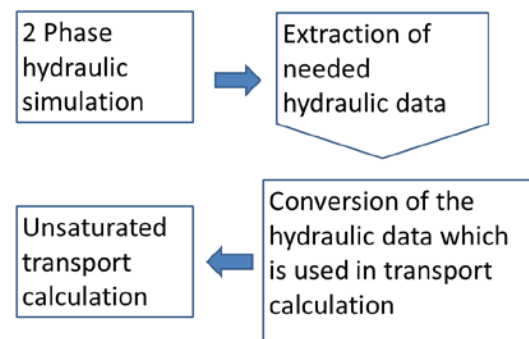 2 Phase
hydraulic
simulation
Extraction of
needed
hydraulic data
Conversion of the
hydraulic data which
is used in transport
calculation
Unsaturated
transport
calculation